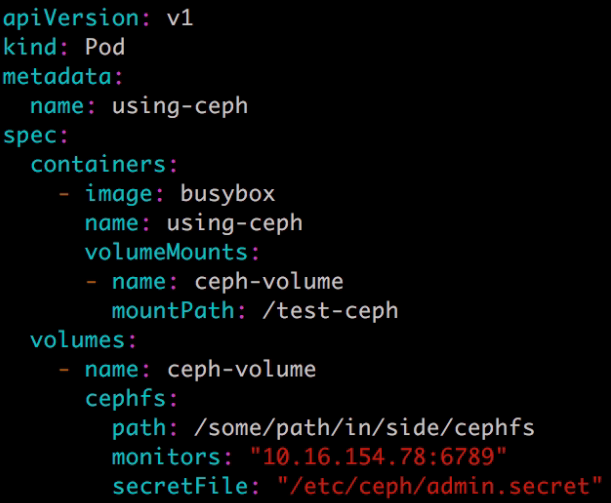 apiVersion: v1
kind: Pod
metadata:
  name: using-ceph
spec:
  containers:
    - image: busybox
      name: using-ceph
      volumeMounts:
      - name: ceph-volume
        mountPath: /test-ceph
  volumes:
    - name: ceph-volume
      cephfs:
        path: /some/path/in/side/cephfs
        monitors: "10.16.154.78:6789"
        secretFile: "/etc/ceph/admin.secret"